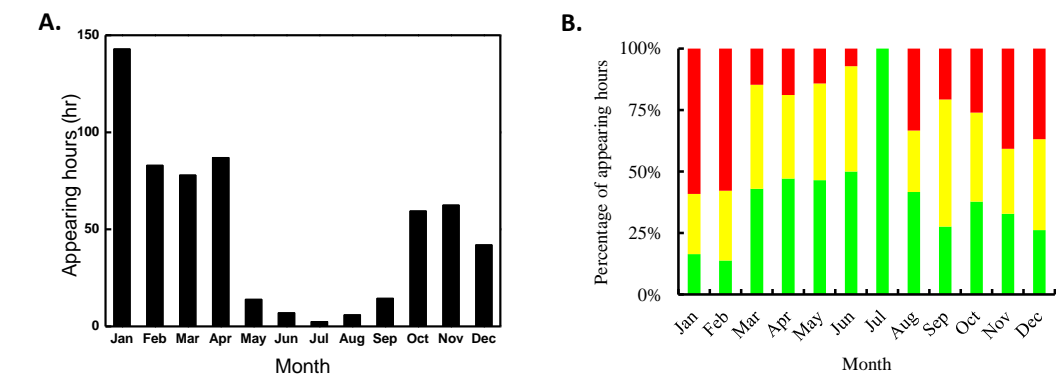 A.
Appearing hours (hr)
150
100
50
0
Jan Feb Mar Apr May Jun Jul Aug Sep Oct Nov Dec
Month
B.
Percentage of appearing hours
100%
75%
50%
25%
0%
Jan Feb Mar Apr May Jun Jul Aug Sep Oct Nov Dec
Month